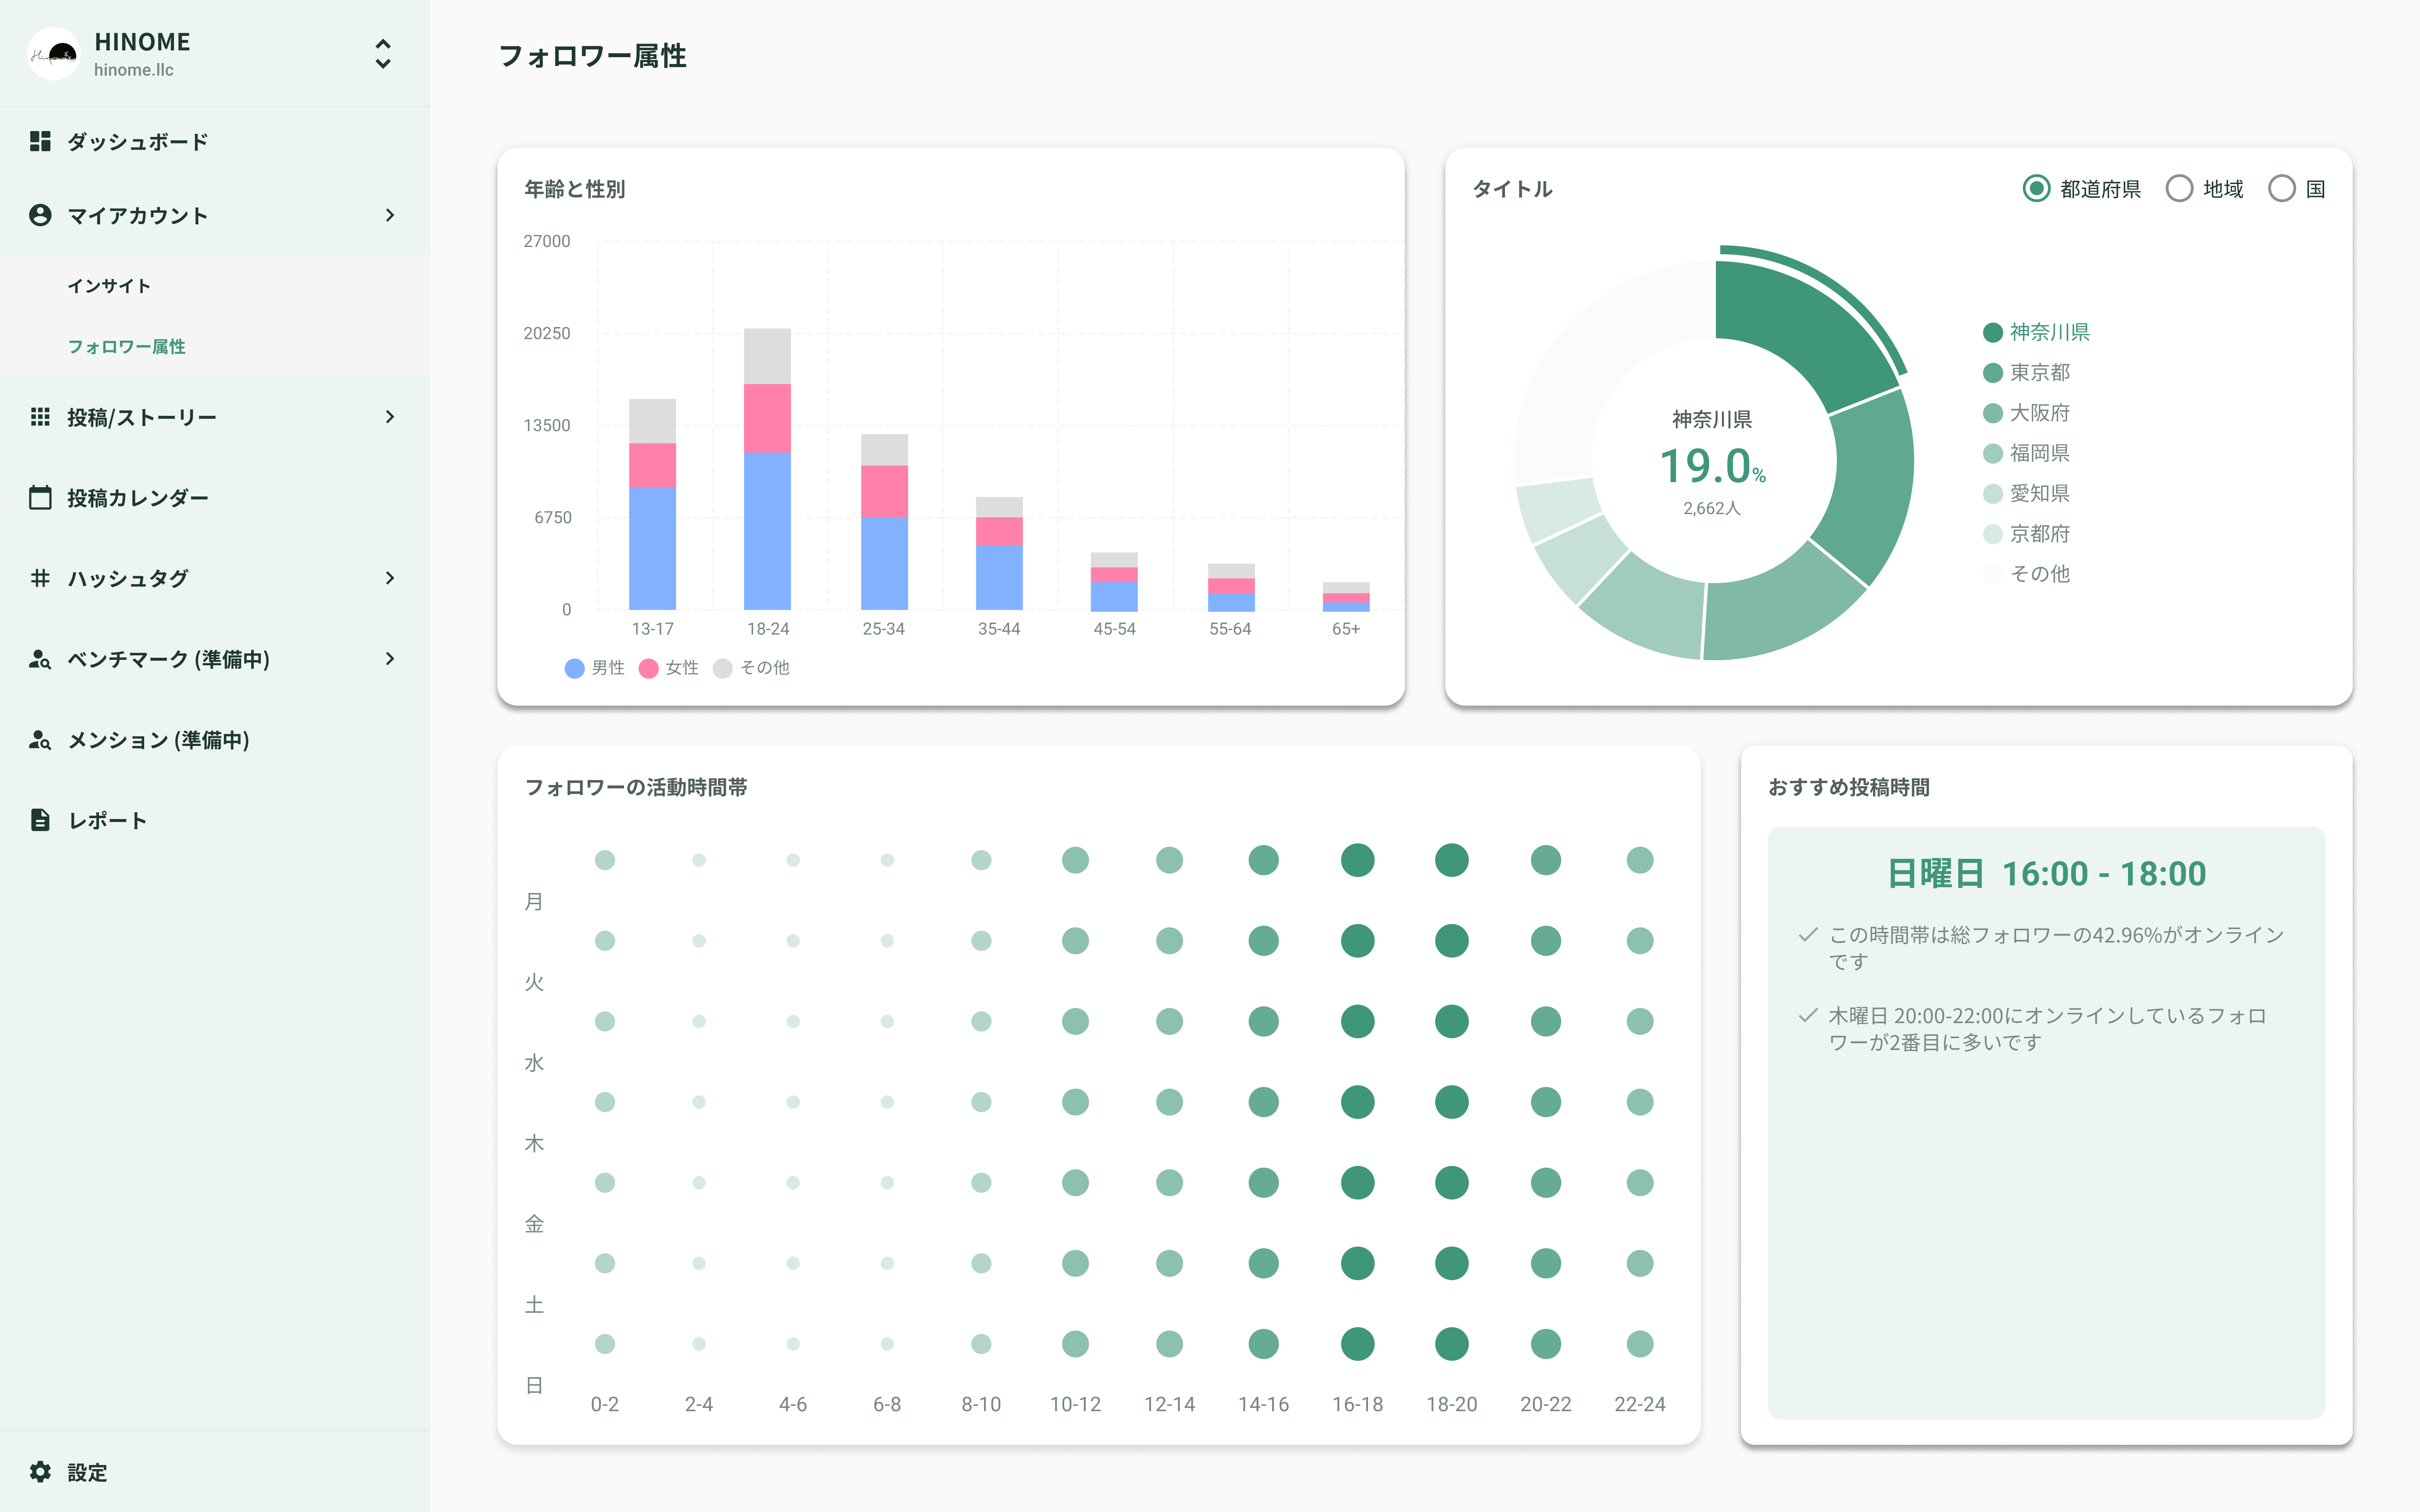 HINOME
hinome.llc
ダッシュボード
マイアカウント
インサイト
フォロワー属性
投稿/ストーリー
投稿カレンダー
ハッシュタグ
ベンチマーク (準備中)
メンション (準備中)
レポート
設定
フォロワー属性
年齢と性別
27000
20250
13500
6750
0
13-17 18-24 25-34 35-44 45-54 55-64 65+
男性 女性 その他
タイトル
都道府県 地域 国
神奈川県
19.0%
2,662人
神奈川県
東京都
大阪府
福岡県
愛知県
京都府
その他
フォロワーの活動時間帯
月
火
水
木
金
土
日
0-2 2-4 4-6 6-8 8-10 10-12 12-14 14-16 16-18 18-20 20-22 22-24
おすすめ投稿時間
日曜日 16:00 - 18:00
この時間帯は総フォロワーの42.96%がオンライン
です
木曜日 20:00-22:00にオンラインしているフォロ
ワーが2番目に多いです